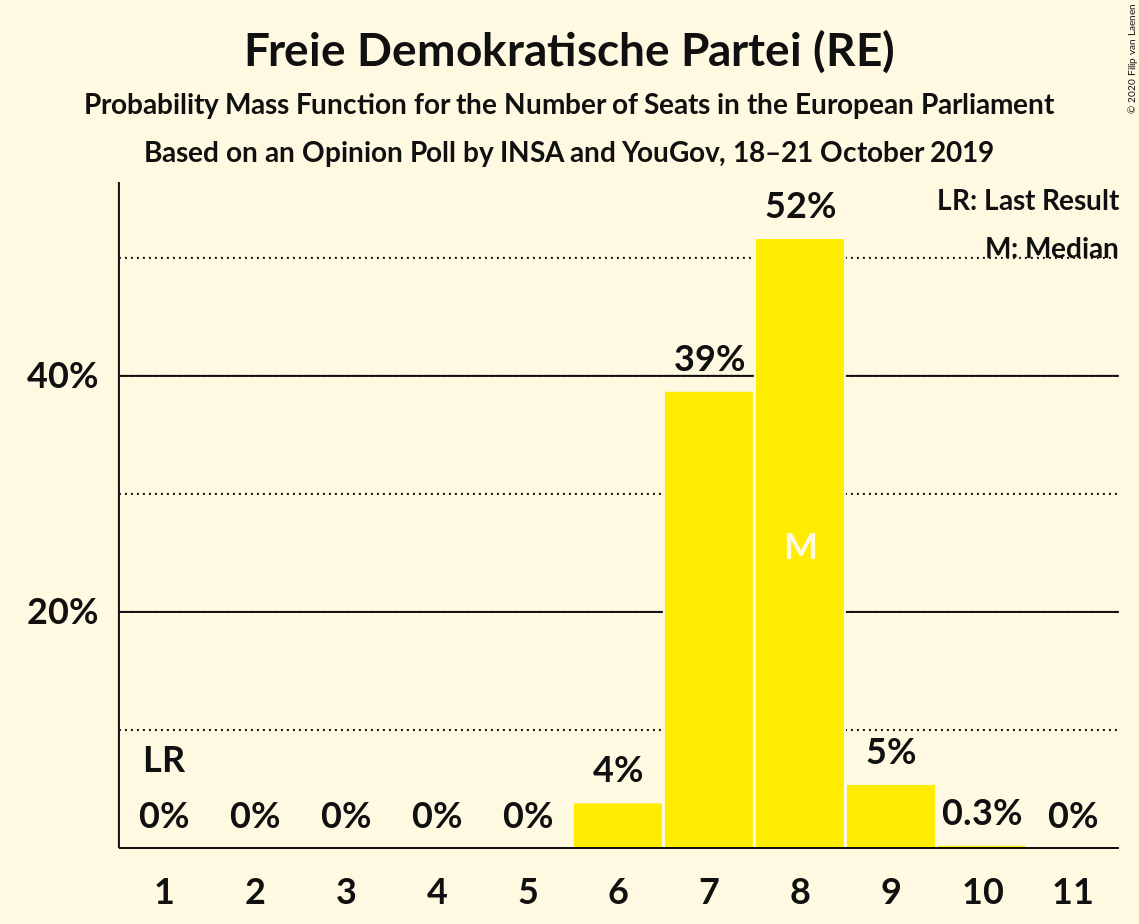 Freie Demokratische Partei (RE)
Probability Mass Function for the Number of Seats in the European Parliament
Based on an Opinion Poll by INSA and YouGov, 18–21 October 2019
© 2020 Filip van Laenen
LR: Last Result
M: Median
52%
39%
40%
M
20%
LR
4%
5%
0% 0% 0% 0% 0% 0.3% 0%
1 2 3 4 5 6 7 8 9 10 11